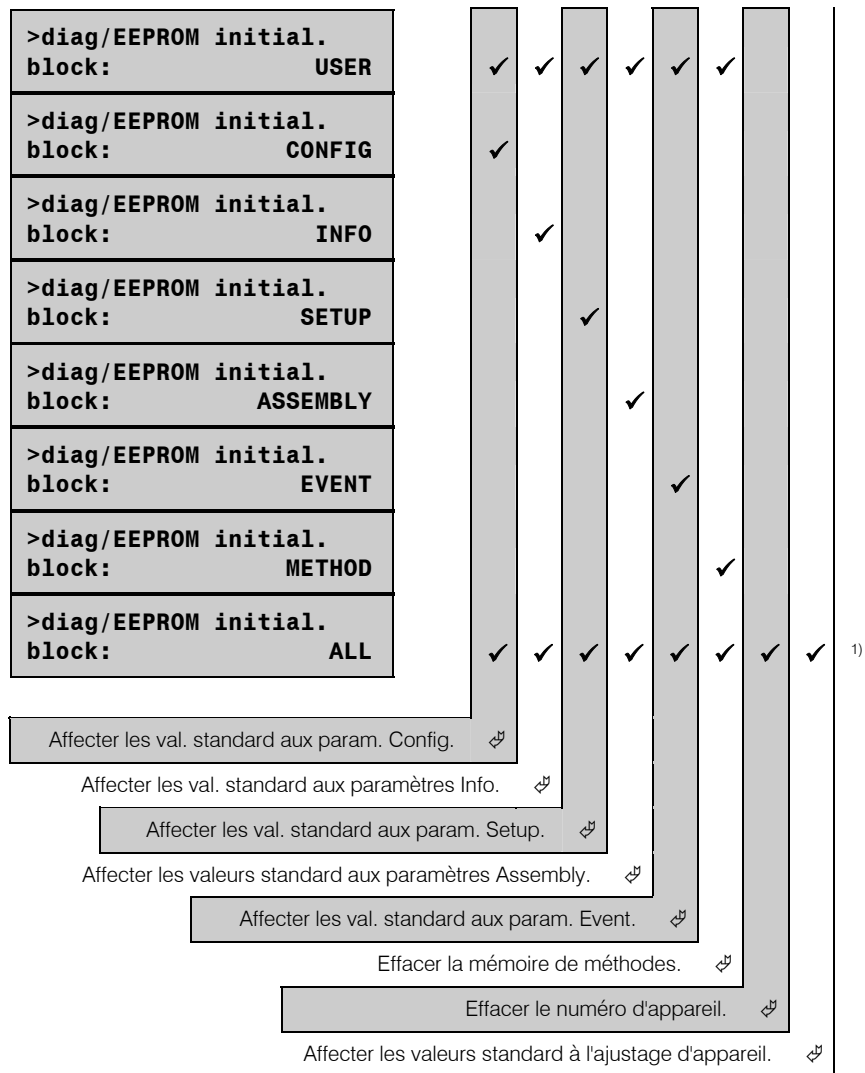 >diag/EEPROM initial.
block: USER ✓ ✓ ✓ ✓ ✓ ✓
>diag/EEPROM initial.
block: CONFIG ✓
>diag/EEPROM initial.
block: INFO ✓
>diag/EEPROM initial.
block: SETUP ✓
>diag/EEPROM initial.
block: ASSEMBLY ✓
>diag/EEPROM initial.
block: EVENT ✓
>diag/EEPROM initial.
block: METHOD ✓
>diag/EEPROM initial.
block: ALL ✓ ✓ ✓ ✓ ✓ ✓ ✓ ✓ 1)
Affecter les val. standard aux param. Config.
Affecter les val. standard aux paramètres Info.
Affecter les val. standard aux param. Setup.
Affecter les valeurs standard aux paramètres Assembly.
Affecter les val. standard aux param. Event.
Effacer la mémoire de méthodes.
Effacer le numéro d'appareil.
Affecter les valeurs standard à l'ajustage d'appareil.